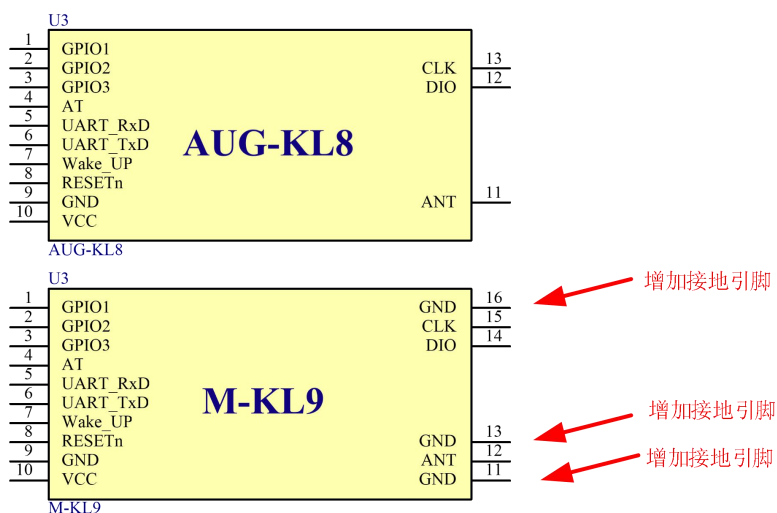 U3
1 GPIO1
2 GPIO2 CLK 13
3 GPIO3 DIO 12
4 AT
5 UART_RxD
6 UART_TxD
AUG-KL8
7 Wake_UP
8 RESETn
9 GND ANT 11
10 VCC
AUG-KL8
U3
1 GPIO1 GND 16 增加接地引脚
2 GPIO2 CLK 15
3 GPIO3 DIO 14
4 AT
5 UART_RxD
6 UART_TxD
M-KL9
7 Wake_UP
8 RESETn GND 13 增加接地引脚
9 GND ANT 12
10 VCC GND 11 增加接地引脚
M-KL9